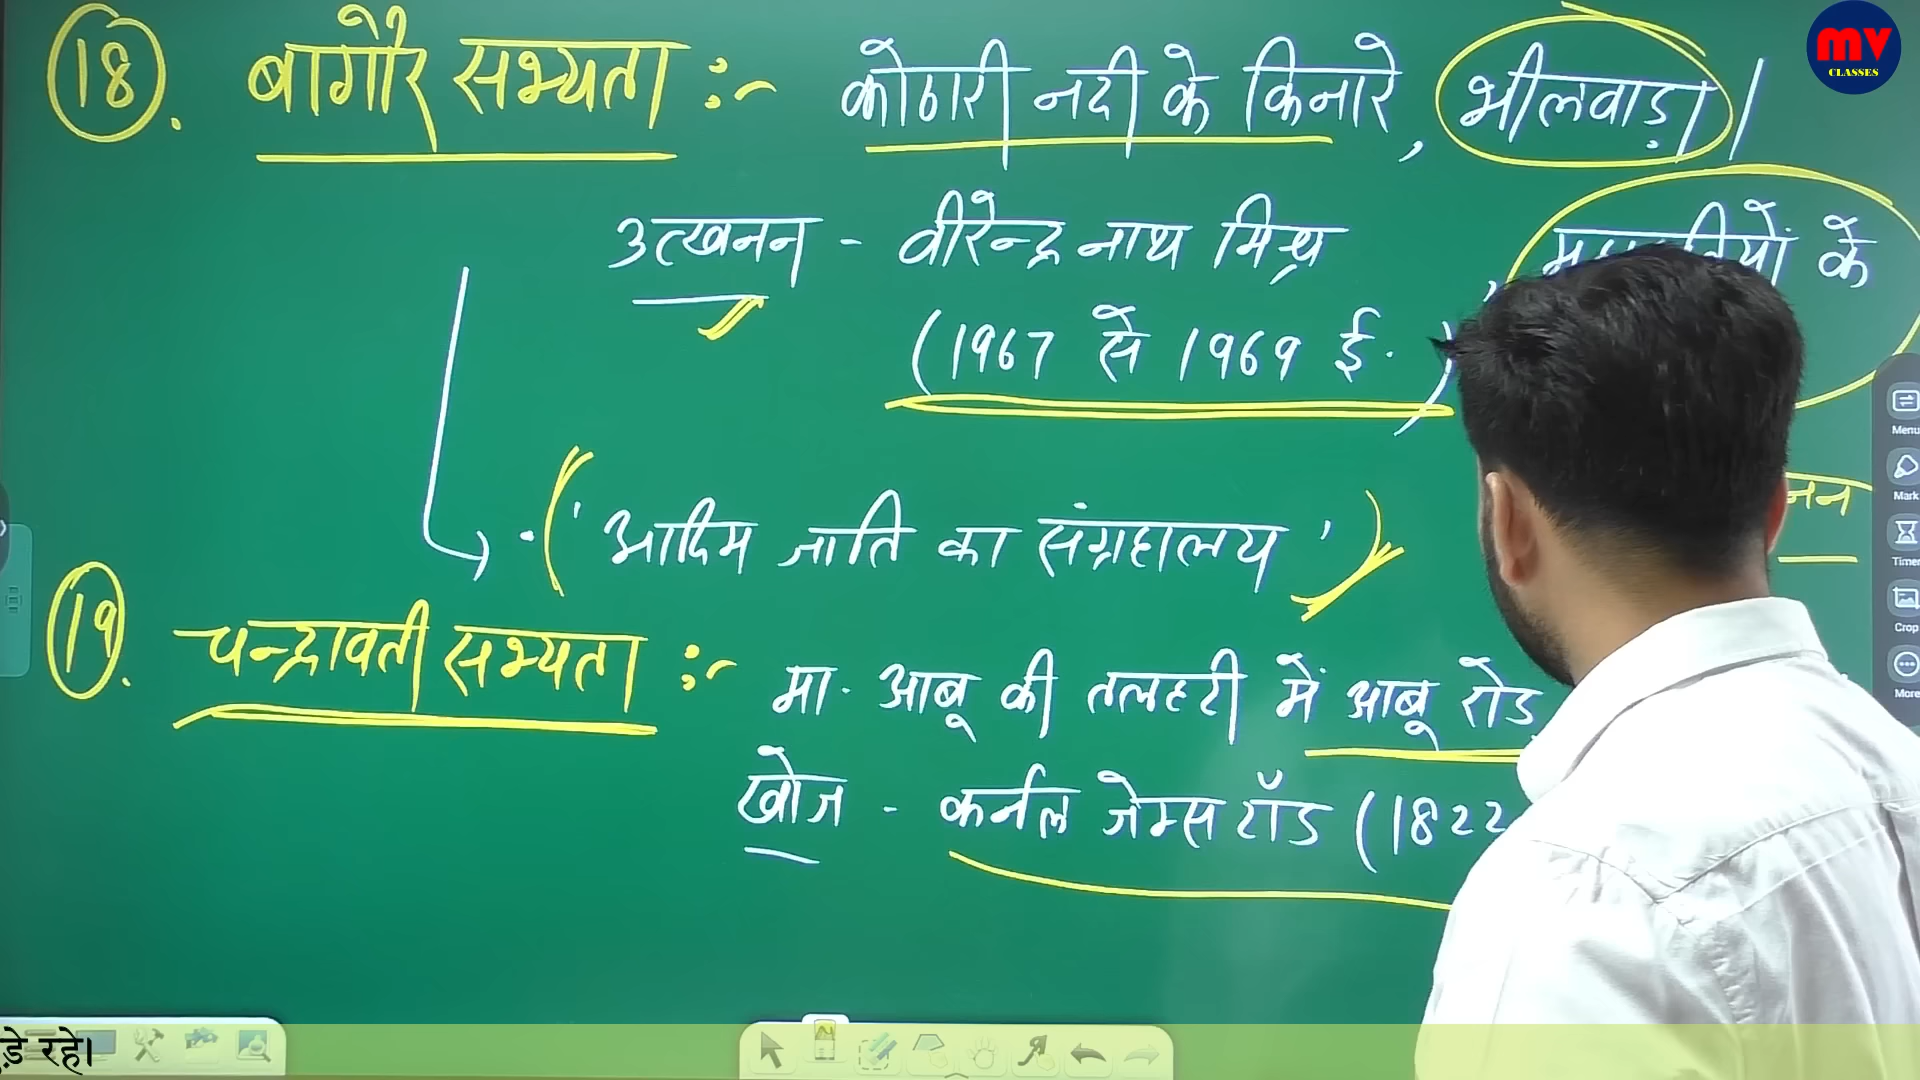 mv
CLASSES
18. बागौर सभ्यता :- कोठारी नदी के किनारे, भीलवाड़ा।
उत्खनन - वीरेन्द्र नाथ मिश्र, के
(1967 से 1969 ई.)
('आदिम जाति का संग्रहालय')
19. चन्द्रावती सभ्यता :- मा. आबू की तलहटी में आबू रोड
खोज - कर्नल जेम्स टॉड (1822
Menu
Mark
Timer
Crop
More
ड़े रहे।